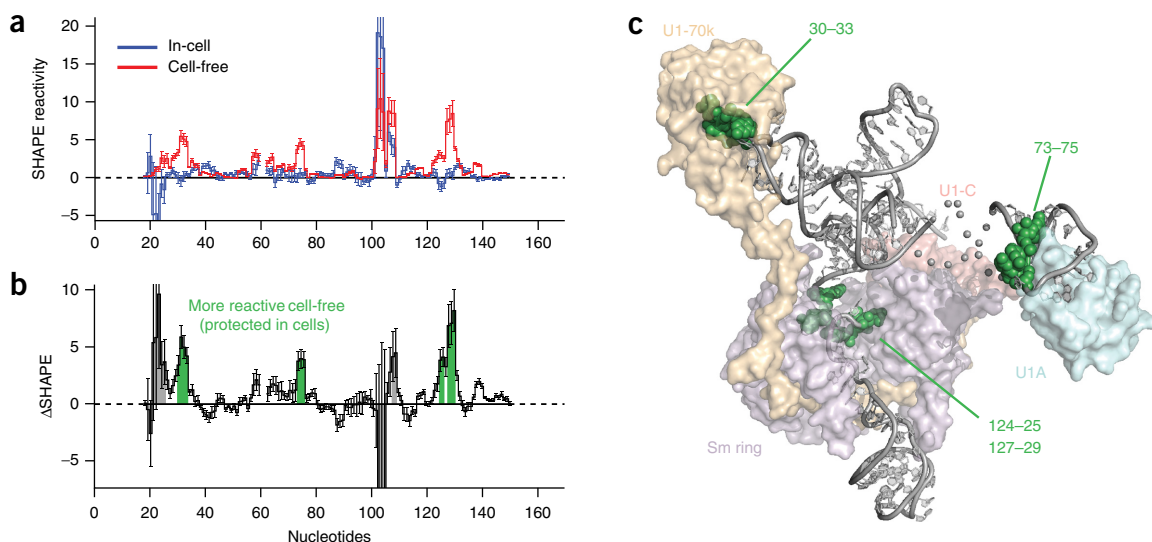 a
SHAPE reactivity
20
15
10
5
0
−5
In-cell
Cell-free
0 20 40 60 80 100 120 140 160
b
ΔSHAPE
10
5
0
−5
More reactive cell-free
(protected in cells)
0 20 40 60 80 100 120 140 160
Nucleotides
c
U1-70k
30–33
73–75
U1-C
U1A
124–25
127–29
Sm ring